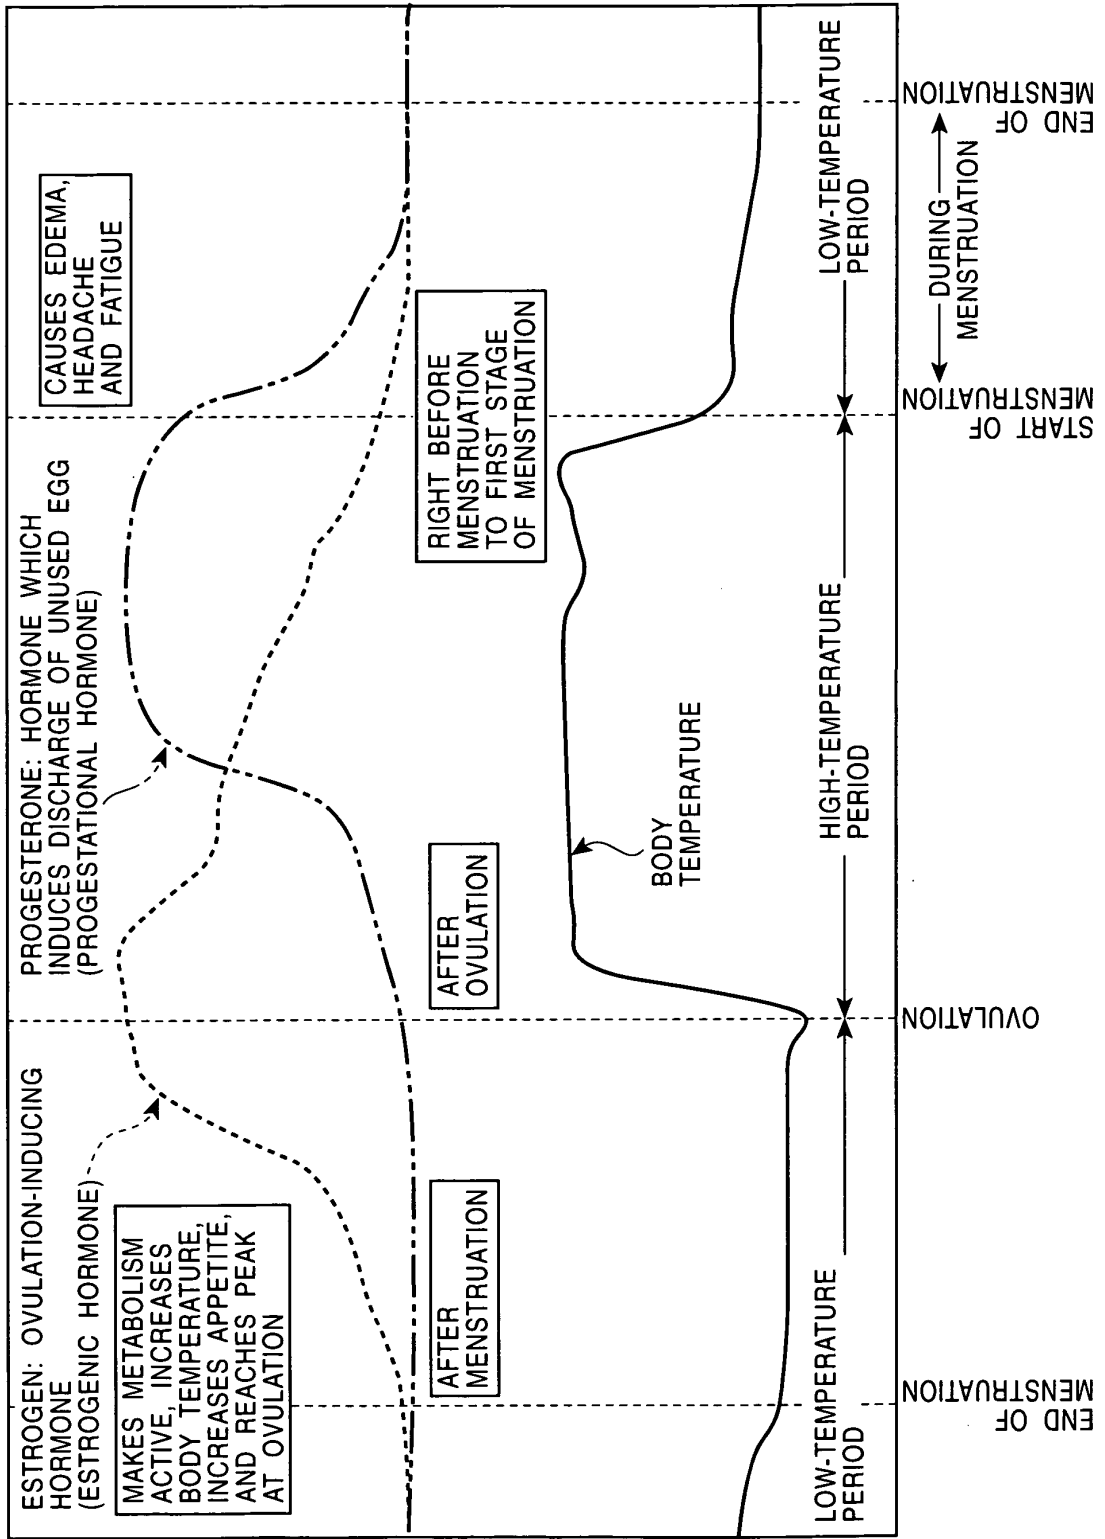 ESTROGEN: OVULATION-INDUCING
HORMONE
(ESTROGENIC HORMONE)
MAKES METABOLISM
ACTIVE, INCREASES
BODY TEMPERATURE,
INCREASES APPETITE,
AND REACHES PEAK
AT OVULATION
PROGESTERONE: HORMONE WHICH
INDUCES DISCHARGE OF UNUSED EGG
(PROGESTATIONAL HORMONE)
CAUSES EDEMA,
HEADACHE
AND FATIGUE
AFTER
MENSTRUATION
AFTER
OVULATION
RIGHT BEFORE
MENSTRUATION
TO FIRST STAGE
OF MENSTRUATION
BODY
TEMPERATURE
LOW-TEMPERATURE
PERIOD
HIGH-TEMPERATURE
PERIOD
LOW-TEMPERATURE
PERIOD
END OF
MENSTRUATION
OVULATION
START OF
MENSTRUATION
DURING
MENSTRUATION
END OF
MENSTRUATION